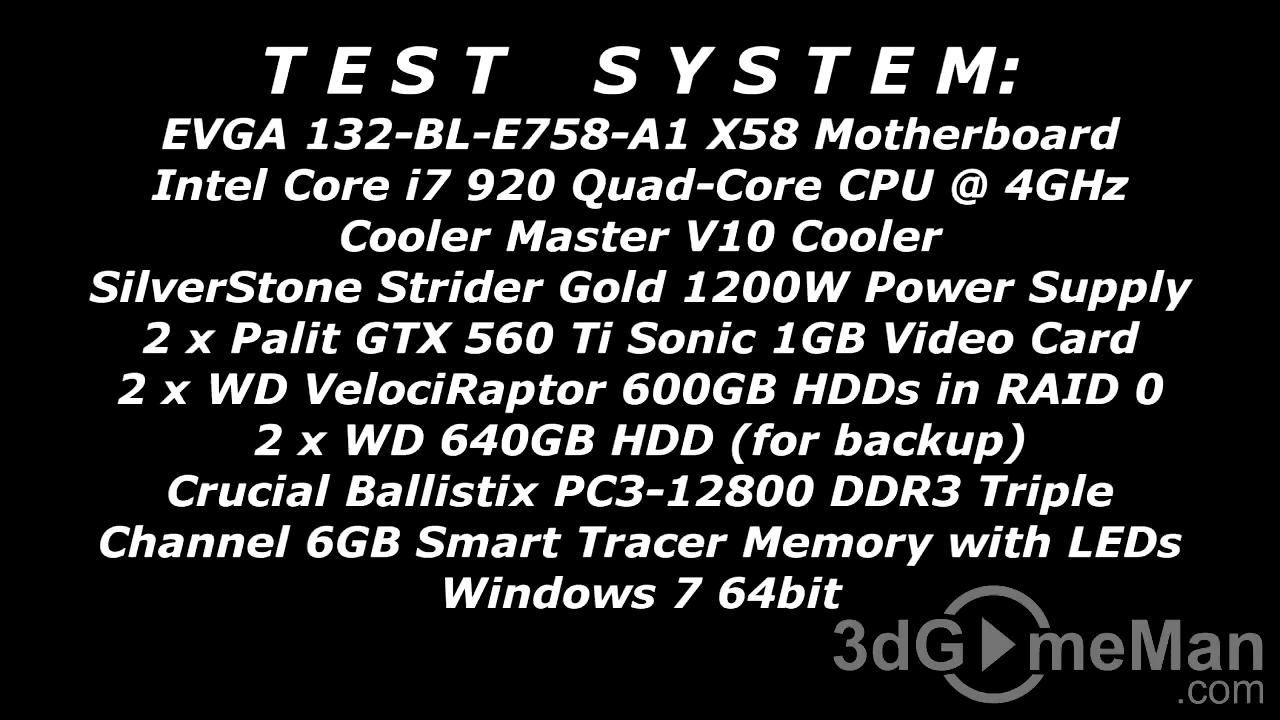 TEST SYSTEM:
EVGA 132-BL-E758-A1 X58 Motherboard
Intel Core i7 920 Quad-Core CPU @ 4GHz
Cooler Master V10 Cooler
SilverStone Strider Gold 1200W Power Supply
2 x Palit GTX 560 Ti Sonic 1GB Video Card
2 x WD VelociRaptor 600GB HDDs in RAID 0
2 x WD 640GB HDD (for backup)
Crucial Ballistix PC3-12800 DDR3 Triple
Channel 6GB Smart Tracer Memory with LEDs
Windows 7 64bit
3dGameMan
.com